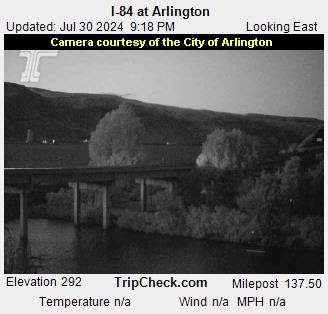 I-84 at Arlington
Updated: Jul 30 2024 9:18 PM Looking East
Camera courtesy of the City of Arlington
Elevation 292 TripCheck.com Milepost 137.50
Temperature n/a Wind n/a MPH n/a